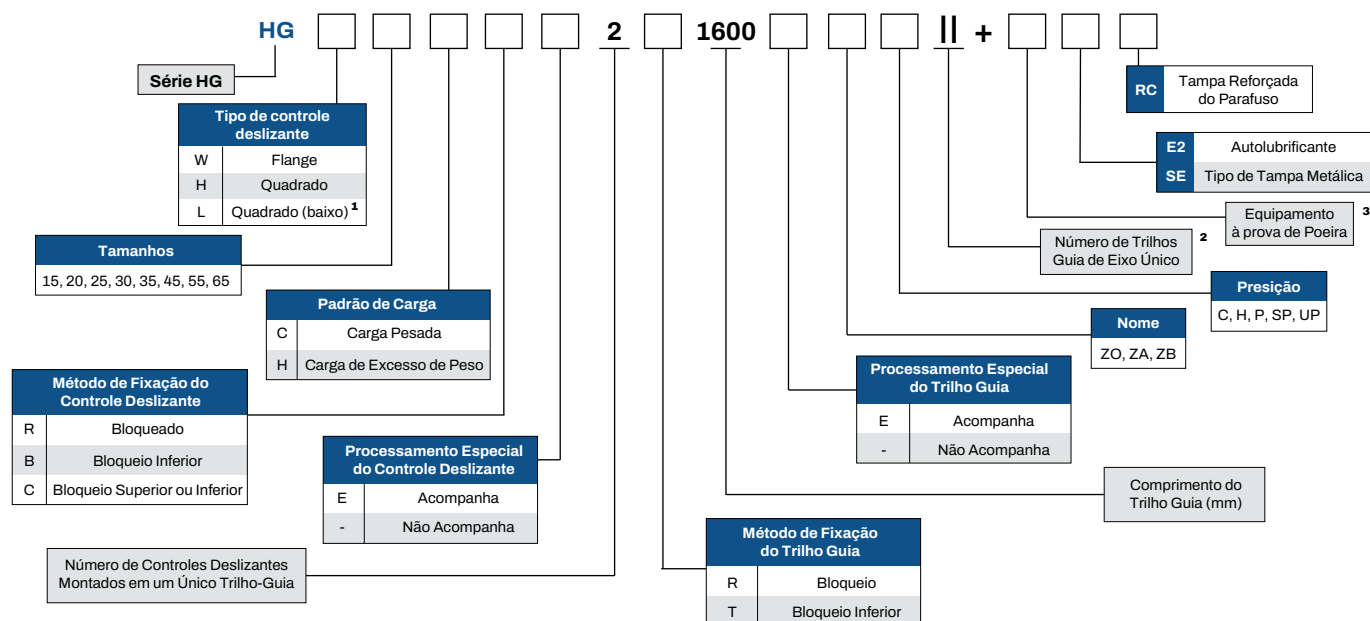 HG 2 1600 II +
Série HG
RC Tampa Reforçada
do Parafuso
Tipo de controle
deslizante
W Flange
H Quadrado
L Quadrado (baixo) 1
E2 Autolubrificante
SE Tipo de Tampa Metálica
Equipamento
à prova de Poeira
3
Número de Trilhos
Guia de Eixo Único
2
Tamanhos
15, 20, 25, 30, 35, 45, 55, 65
Presição
C, H, P, SP, UP
Padrão de Carga
C Carga Pesada
H Carga de Excesso de Peso
Nome
ZO, ZA, ZB
Processamento Especial
do Trilho Guia
E Acompanha
- Não Acompanha
Método de Fixação do
Controle Deslizante
R Bloqueado
B Bloqueio Inferior
C Bloqueio Superior ou Inferior
Processamento Especial
do Controle Deslizante
E Acompanha
- Não Acompanha
Comprimento do
Trilho Guia (mm)
Método de Fixação
do Trilho Guia
R Bloqueio
T Bloqueio Inferior
Número de Controles Deslizantes
Montados em um Único Trilho-Guia